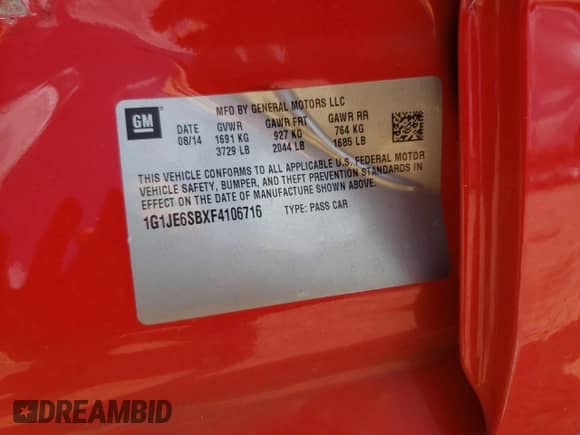 GM
MFD BY GENERAL MOTORS LLC
DATE GVWR GAWR FRT GAWR RR
08/14 1691 KG 927 KG 764 KG
3729 LB 2044 LB 1685 LB
THIS VEHICLE CONFORMS TO ALL APPLICABLE U.S. FEDERAL MOTOR
VEHICLE SAFETY, BUMPER, AND THEFT PREVENTION STANDARDS IN
EFFECT ON THE DATE OF MANUFACTURE SHOWN ABOVE.
1G1JE6SBXF4106716 TYPE: PASS CAR
DREAMBID